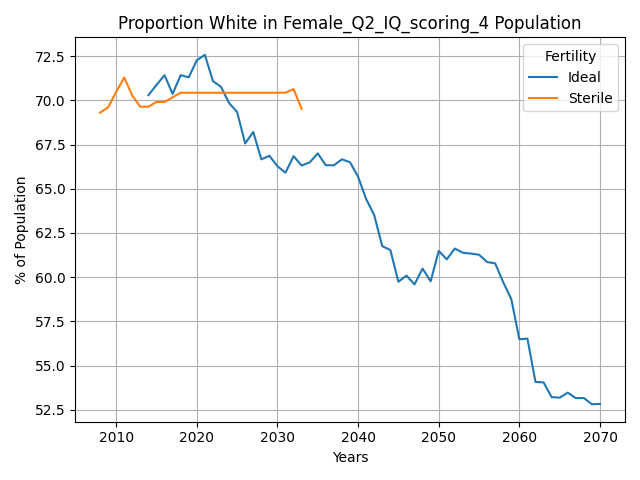 Proportion White in Female_Q2_IQ_scoring_4 Population
Fertility
Ideal
Sterile
% of Population
72.5
70.0
67.5
65.0
62.5
60.0
57.5
55.0
52.5
2010 2020 2030 2040 2050 2060 2070
Years